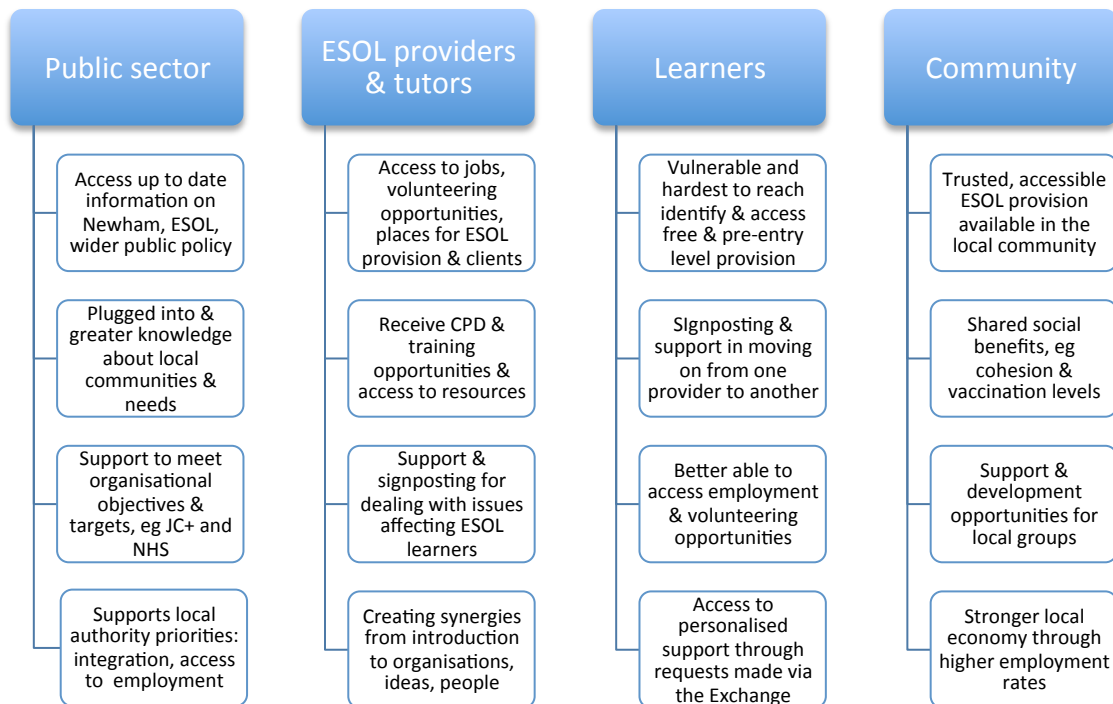 Public sector
Access up to date
information on
Newham, ESOL,
wider public policy
Plugged into &
greater knowledge
about local
communities &
needs
Support to meet
organisational
objectives &
targets, eg JC+ and
NHS
Supports local
authority priorities:
integration, access
to employment
ESOL providers
& tutors
Access to jobs,
volunteering
opportunities,
places for ESOL
provision & clients
Receive CPD &
training
opportunities &
access to resources
Support &
signposting for
dealing with issues
affecting ESOL
learners
Creating synergies
from introduction
to organisations,
ideas, people
Learners
Vulnerable and
hardest to reach
identify & access
free & pre-entry
level provision
SIgnposting &
support in moving
on from one
provider to another
Better able to
access employment
& volunteering
opportunities
Access to
personalised
support through
requests made via
the Exchange
Community
Trusted, accessible
ESOL provision
available in the
local community
Shared social
benefits, eg
cohesion &
vaccination levels
Support &
development
opportunities for
local groups
Stronger local
economy through
higher employment
rates